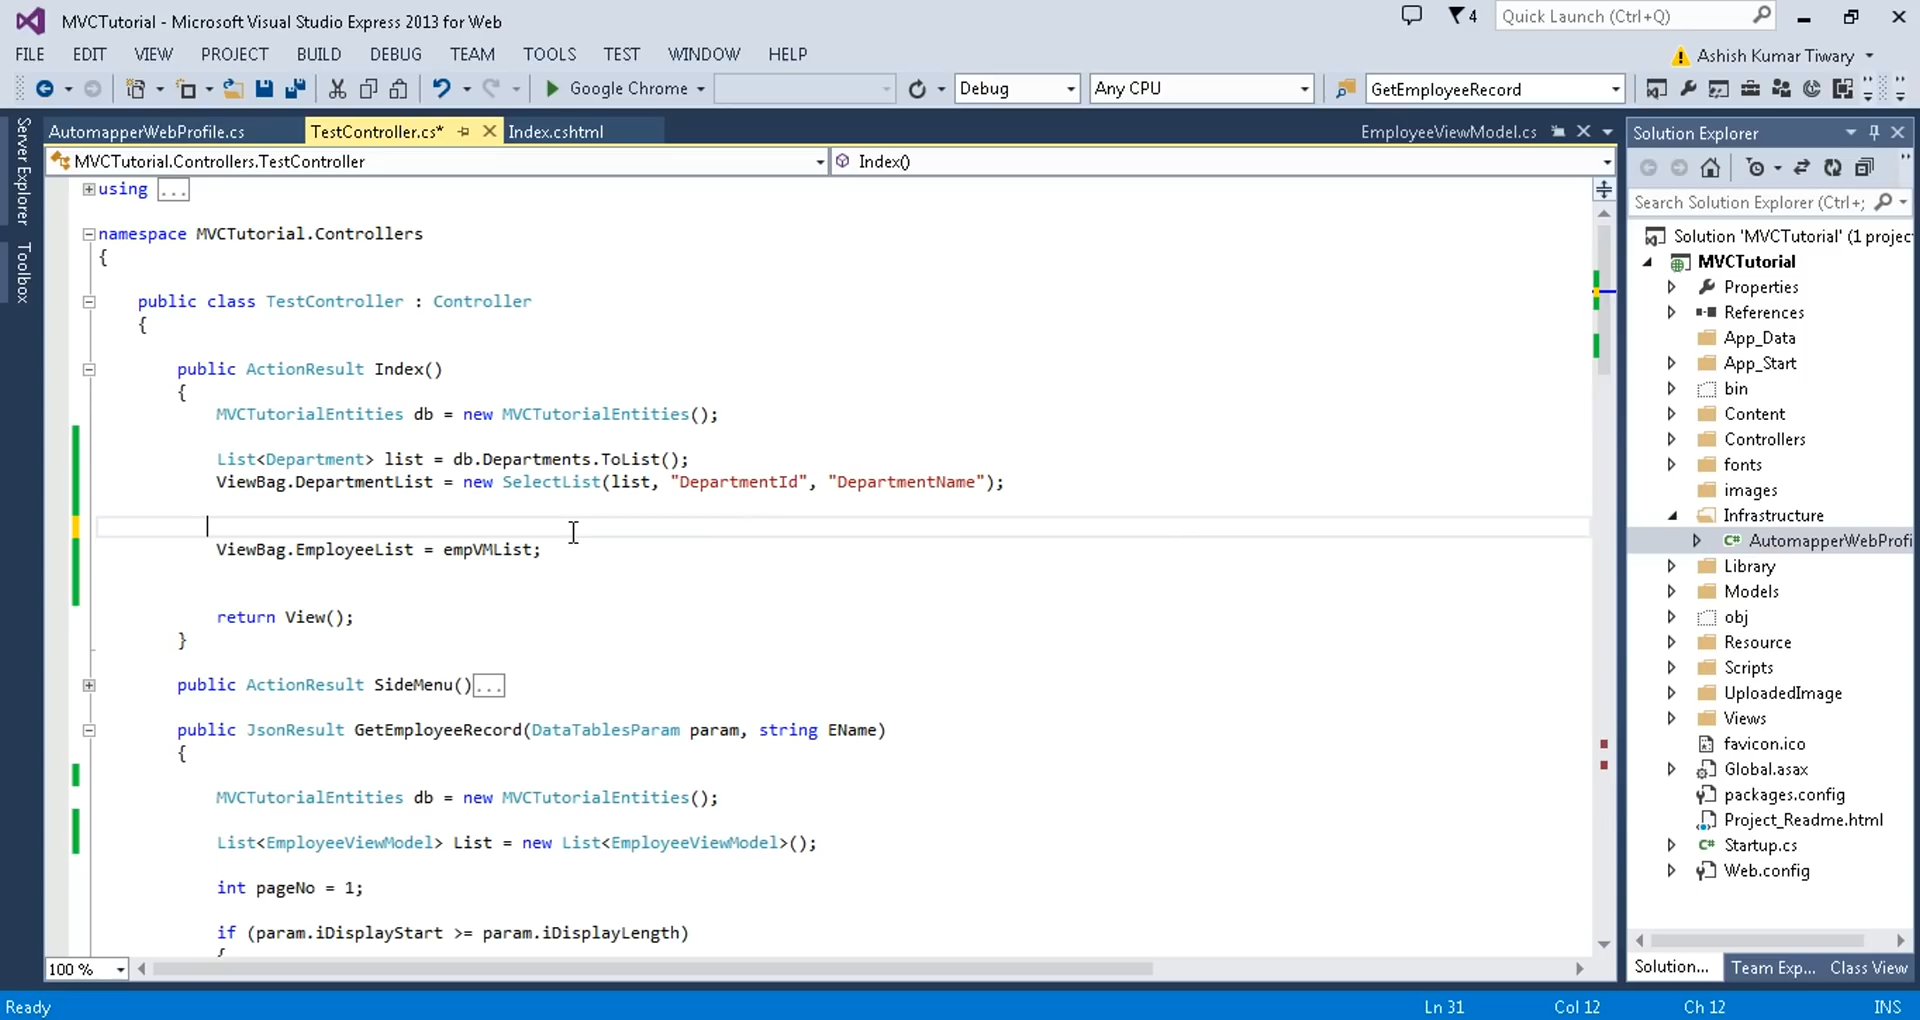 MVCTutorial - Microsoft Visual Studio Express 2013 for Web
4
Quick Launch (Ctrl+Q)
FILE EDIT VIEW PROJECT BUILD DEBUG TEAM TOOLS TEST WINDOW HELP
Ashish Kumar Tiwary
Google Chrome
Debug
Any CPU
GetEmployeeRecord
Server Explorer
Toolbox
AutomapperWebProfile.cs
TestController.cs*
Index.cshtml
EmployeeViewModel.cs
MVCTutorial.Controllers.TestController
Index()
using ...
namespace MVCTutorial.Controllers
{
public class TestController : Controller
{
public ActionResult Index()
{
MVCTutorialEntities db = new MVCTutorialEntities();
List<Department> list = db.Departments.ToList();
ViewBag.DepartmentList = new SelectList(list, "DepartmentId", "DepartmentName");
ViewBag.EmployeeList = empVMList;
return View();
}
public ActionResult SideMenu()...
public JsonResult GetEmployeeRecord(DataTablesParam param, string EName)
{
MVCTutorialEntities db = new MVCTutorialEntities();
List<EmployeeViewModel> List = new List<EmployeeViewModel>();
int pageNo = 1;
if (param.iDisplayStart >= param.iDisplayLength)
{
100 %
Solution Explorer
Search Solution Explorer (Ctrl+;
Solution 'MVCTutorial' (1 projec
MVCTutorial
Properties
References
App_Data
App_Start
bin
Content
Controllers
fonts
images
Infrastructure
C# AutomapperWebProfi
Library
Models
obj
Resource
Scripts
UploadedImage
Views
favicon.ico
Global.asax
packages.config
Project_Readme.html
C# Startup.cs
Web.config
Solution... Team Exp... Class View
Ready
Ln 31
Col 12
Ch 12
INS